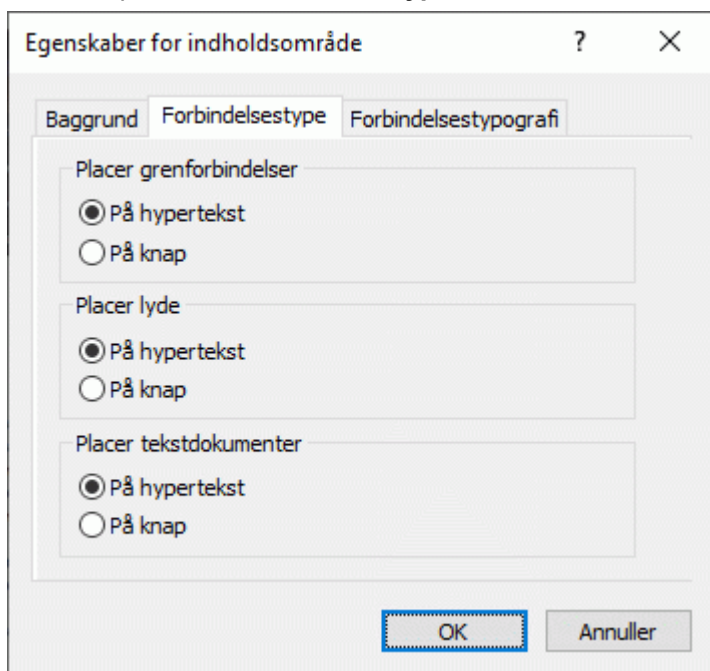 Egenskaber for indholdsområde ?
Baggrund Forbindelsestype Forbindelsestypografi
Placer grenforbindelser
På hypertekst
På knap
Placer lyde
På hypertekst
På knap
Placer tekstdokumenter
På hypertekst
På knap
OK Annuller